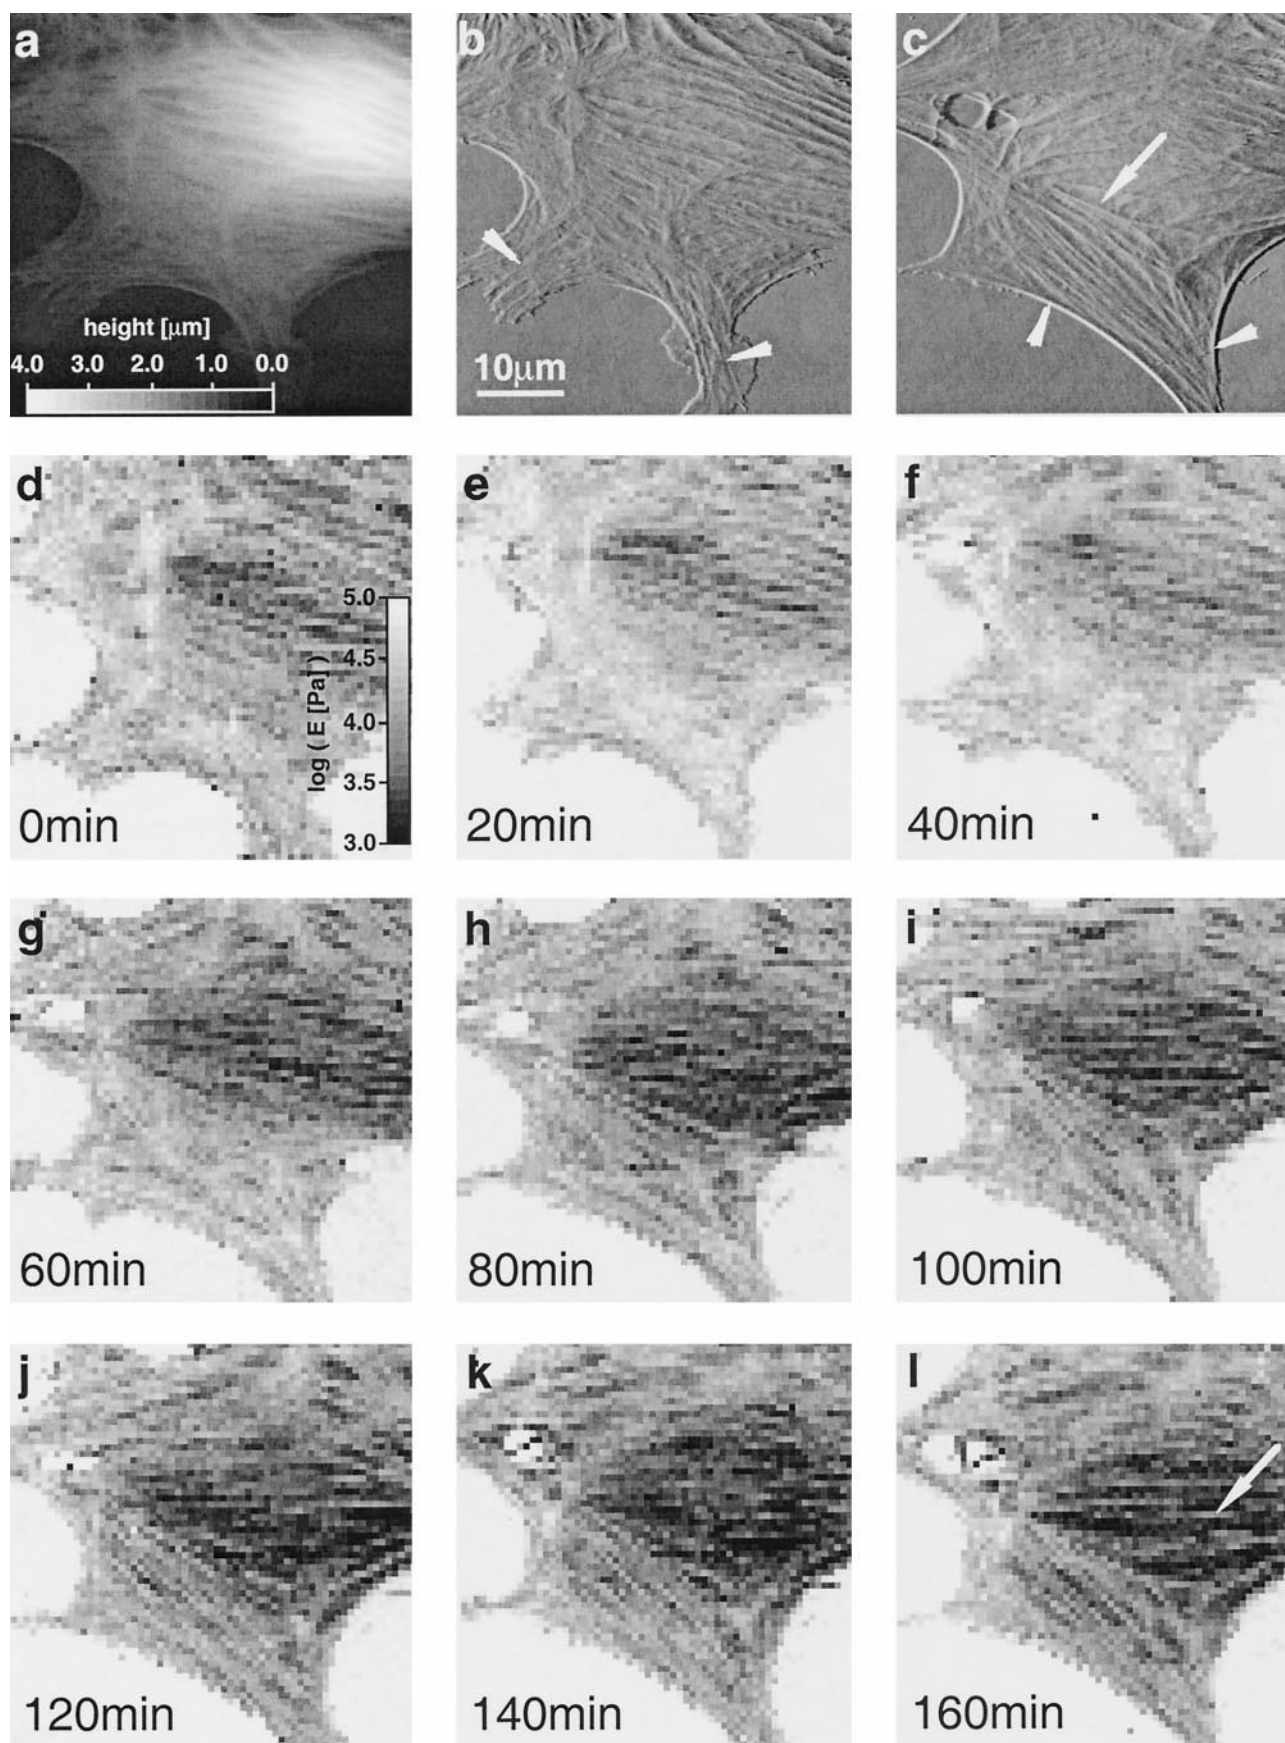 a
b
c
height [μm]
4.0 3.0 2.0 1.0 0.0
10μm
d
e
f
5.0
4.5
4.0
3.5
3.0
log ( E [Pa] )
0min
20min
40min
g
h
i
60min
80min
100min
j
k
l
120min
140min
160min